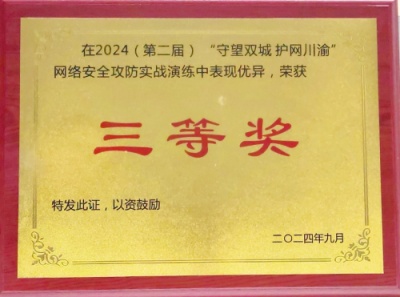 在2024（第二届）“守望双城 护网川渝”
网络安全攻防实战演练中表现优异，荣获
三等奖
特发此证，以资鼓励
二〇二四年九月